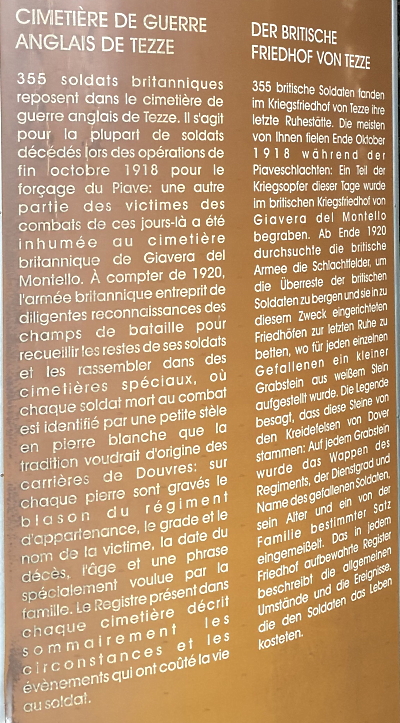 CIMETIÈRE DE GUERRE
ANGLAIS DE TEZZE
355 soldats britanniques
reposent dans le cimetière de
guerre anglais de Tezze. Il s'agit
pour la plupart de soldats
décédés lors des opérations de
fin octobre 1918 pour le
forçage du Piave: une autre
partie des victimes des
combats de ces jours-là a été
inhumée au cimetière
britannique de Giavera del
Montello. À compter de 1920,
l'armée britannique entreprit de
diligentes reconnaissances des
champs de bataille pour
recueillir les restes de ses soldats
et les rassembler dans des
cimetières spéciaux, où
chaque soldat mort au combat
est identifié par une petite stèle
en pierre blanche que la
tradition voudrait d'origine des
carrières de Douvres: sur
chaque pierre sont gravés le
blason du régiment
d'appartenance, le grade et le
nom de la victime, la date du
décès, l'âge et une phrase
spécialement voulue par la
famille. Le Registre présent dans
chaque cimetière décrit
sommairement les
circonstances et les
évènements qui ont coûté la vie
au soldat.
DER BRITISCHE
FRIEDHOF VON TEZZE
355 britische Soldaten fanden
im Kriegsfriedhof von Tezze ihre
letzte Ruhestätte. Die meisten
von Ihnen fielen Ende Oktober
1918 während der
Piaveschlachten: Ein Teil der
Kriegsopfer dieser Tage wurde
im britischen Kriegsfriedhof von
Giavera del Montello
begraben. Ab Ende 1920
durchsuchte die britische
Armee die Schlachtfelder, um
die Überreste der britischen
Soldaten zu bergen und sie in zu
diesem Zweck eingerichteten
Friedhöfen zur letzten Ruhe zu
betten, wo für jeden einzelnen
Gefallenen ein kleiner
Grabstein aus weißem Stein
aufgestellt wurde. Die Legende
besagt, dass diese Steine von
den Kreidefelsen von Dover
stammen: Auf jedem Grabstein
wurde das Wappen des
Regiments, der Dienstgrad und
Name des gefallenen Soldaten,
sein Alter und ein von der
Familie bestimmter Satz
eingemeißelt. Das in jedem
Friedhof aufbewahrte Register
beschreibt die allgemeinen
Umstände und die Ereignisse,
die den Soldaten das Leben
kosteten.